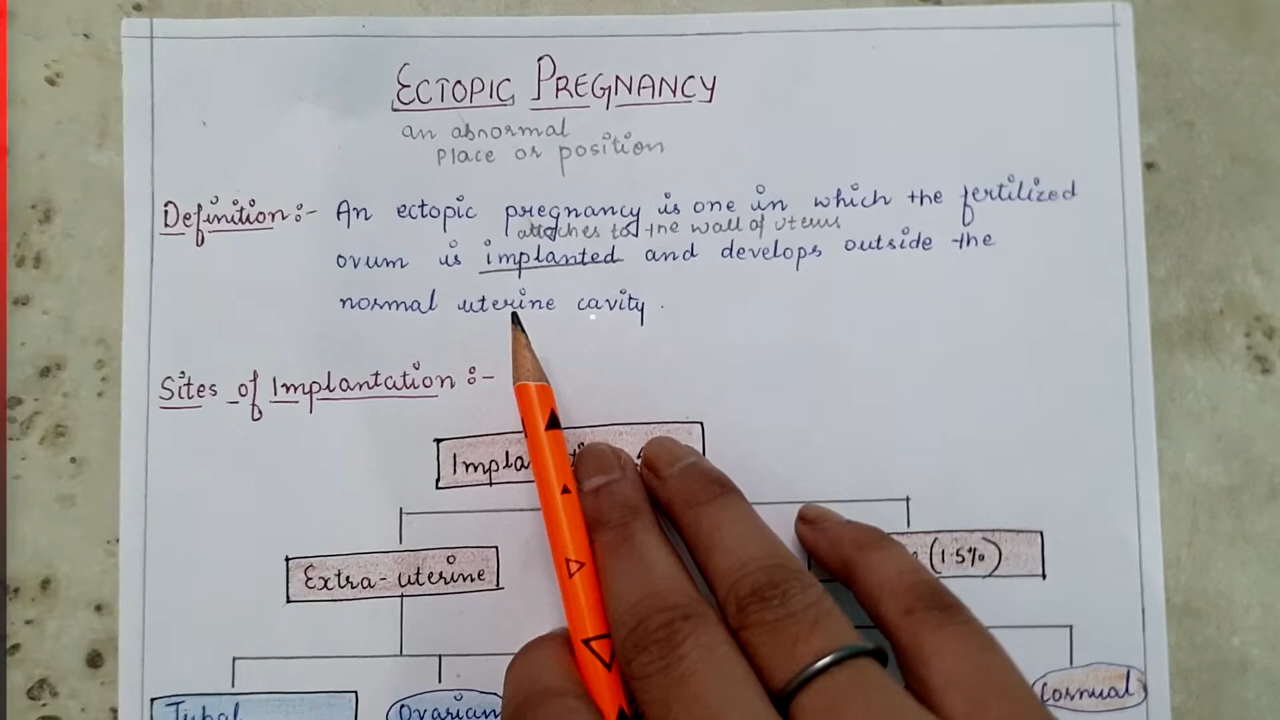 ECTOPIC PREGNANCY
an abnormal
place or position
Definition :- An ectopic pregnancy is one in which the fertilized
attaches to the wall of uterus
ovum is implanted and develops outside the
normal uterine cavity.
Sites of Implantation :-
Extra-uterine
(1.5%)
Cornual
Tubal
Ovarian